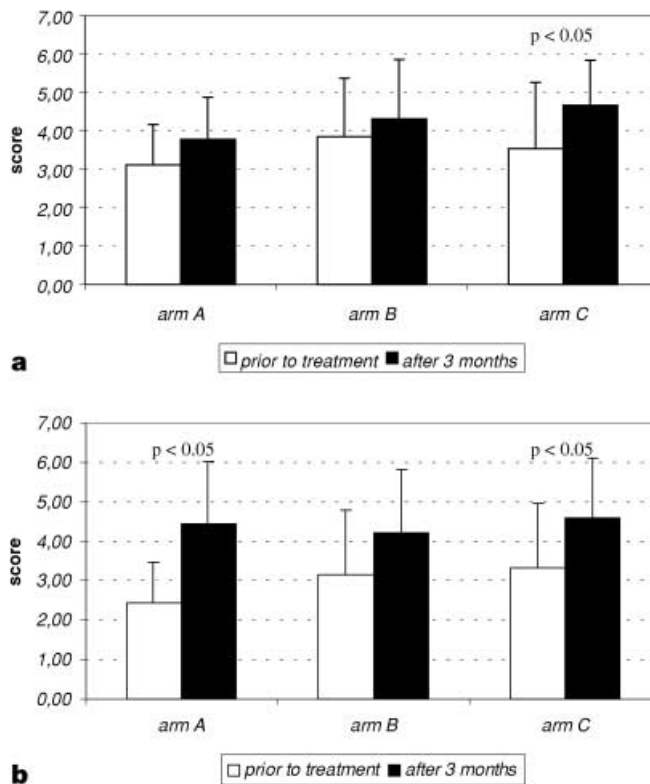 7,00
p < 0.05
6,00
5,00
4,00
score
3,00
2,00
1,00
0,00
arm A arm B arm C
a
prior to treatment after 3 months
7,00
p < 0.05 p < 0.05
6,00
5,00
4,00
score
3,00
2,00
1,00
0,00
arm A arm B arm C
b
prior to treatment after 3 months